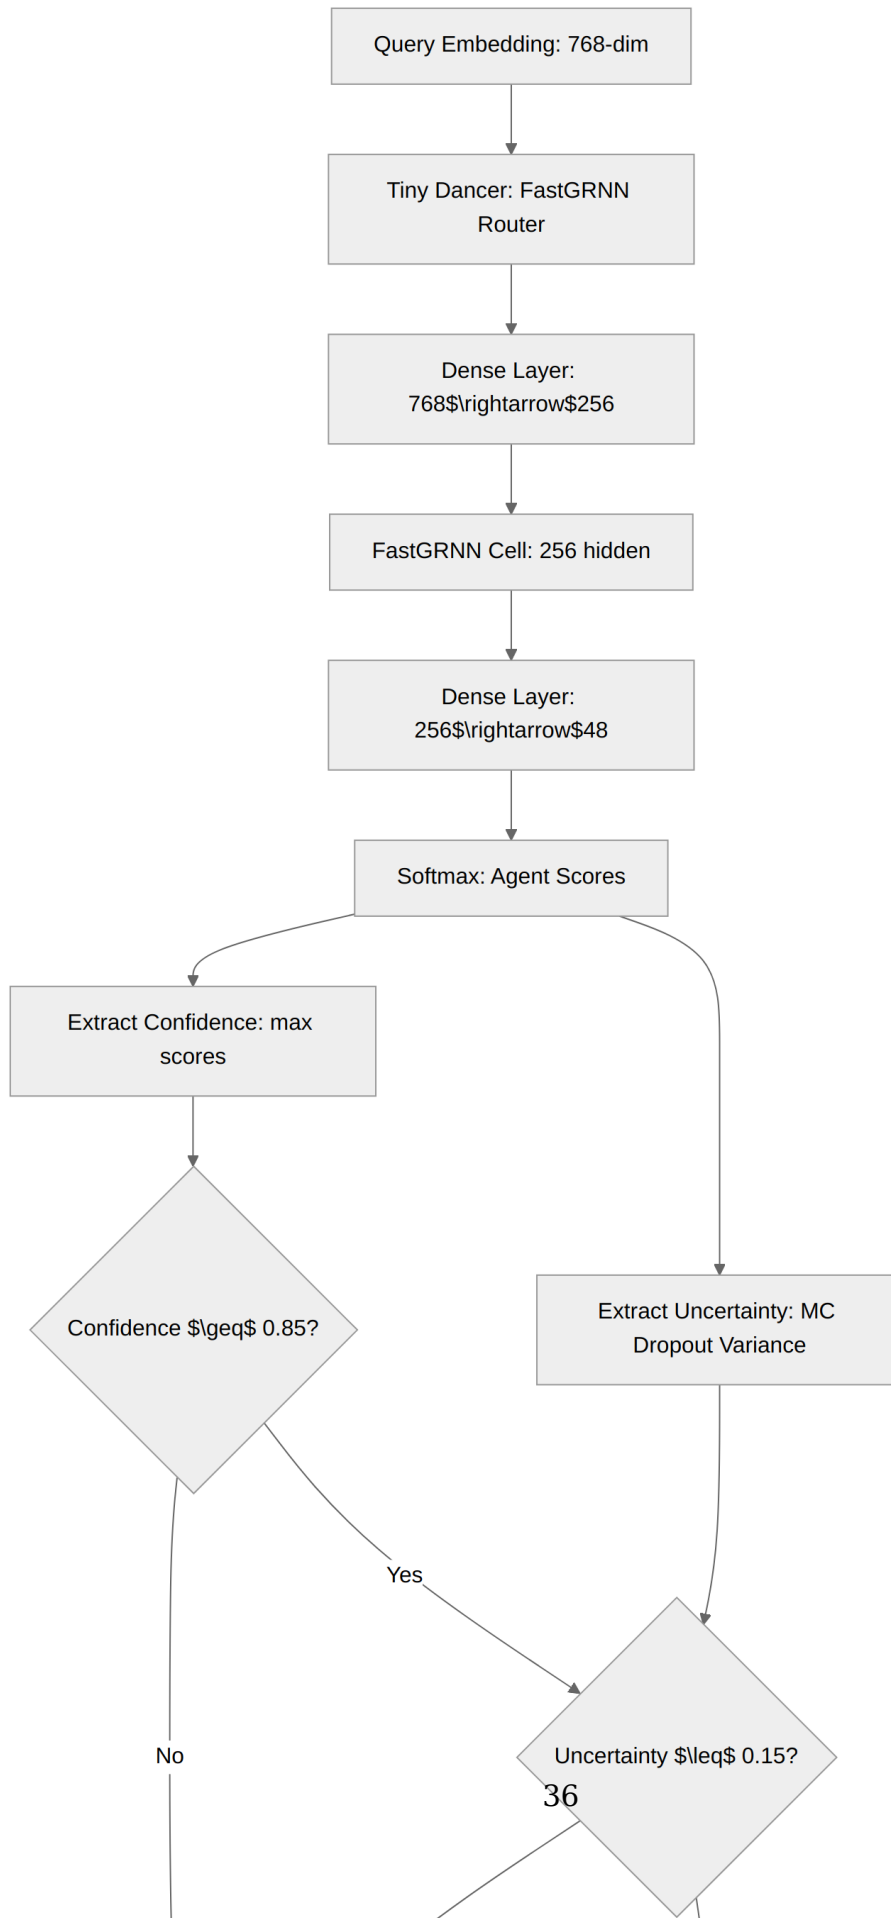 Query Embedding: 768-dim
Tiny Dancer: FastGRNN
Router
Dense Layer:
768$\rightarrow$256
FastGRNN Cell: 256 hidden
Dense Layer:
256$\rightarrow$48
Softmax: Agent Scores
Extract Confidence: max
scores
Extract Uncertainty: MC
Dropout Variance
Confidence $\geq$ 0.85?
Yes
No
Uncertainty $\leq$ 0.15?
36